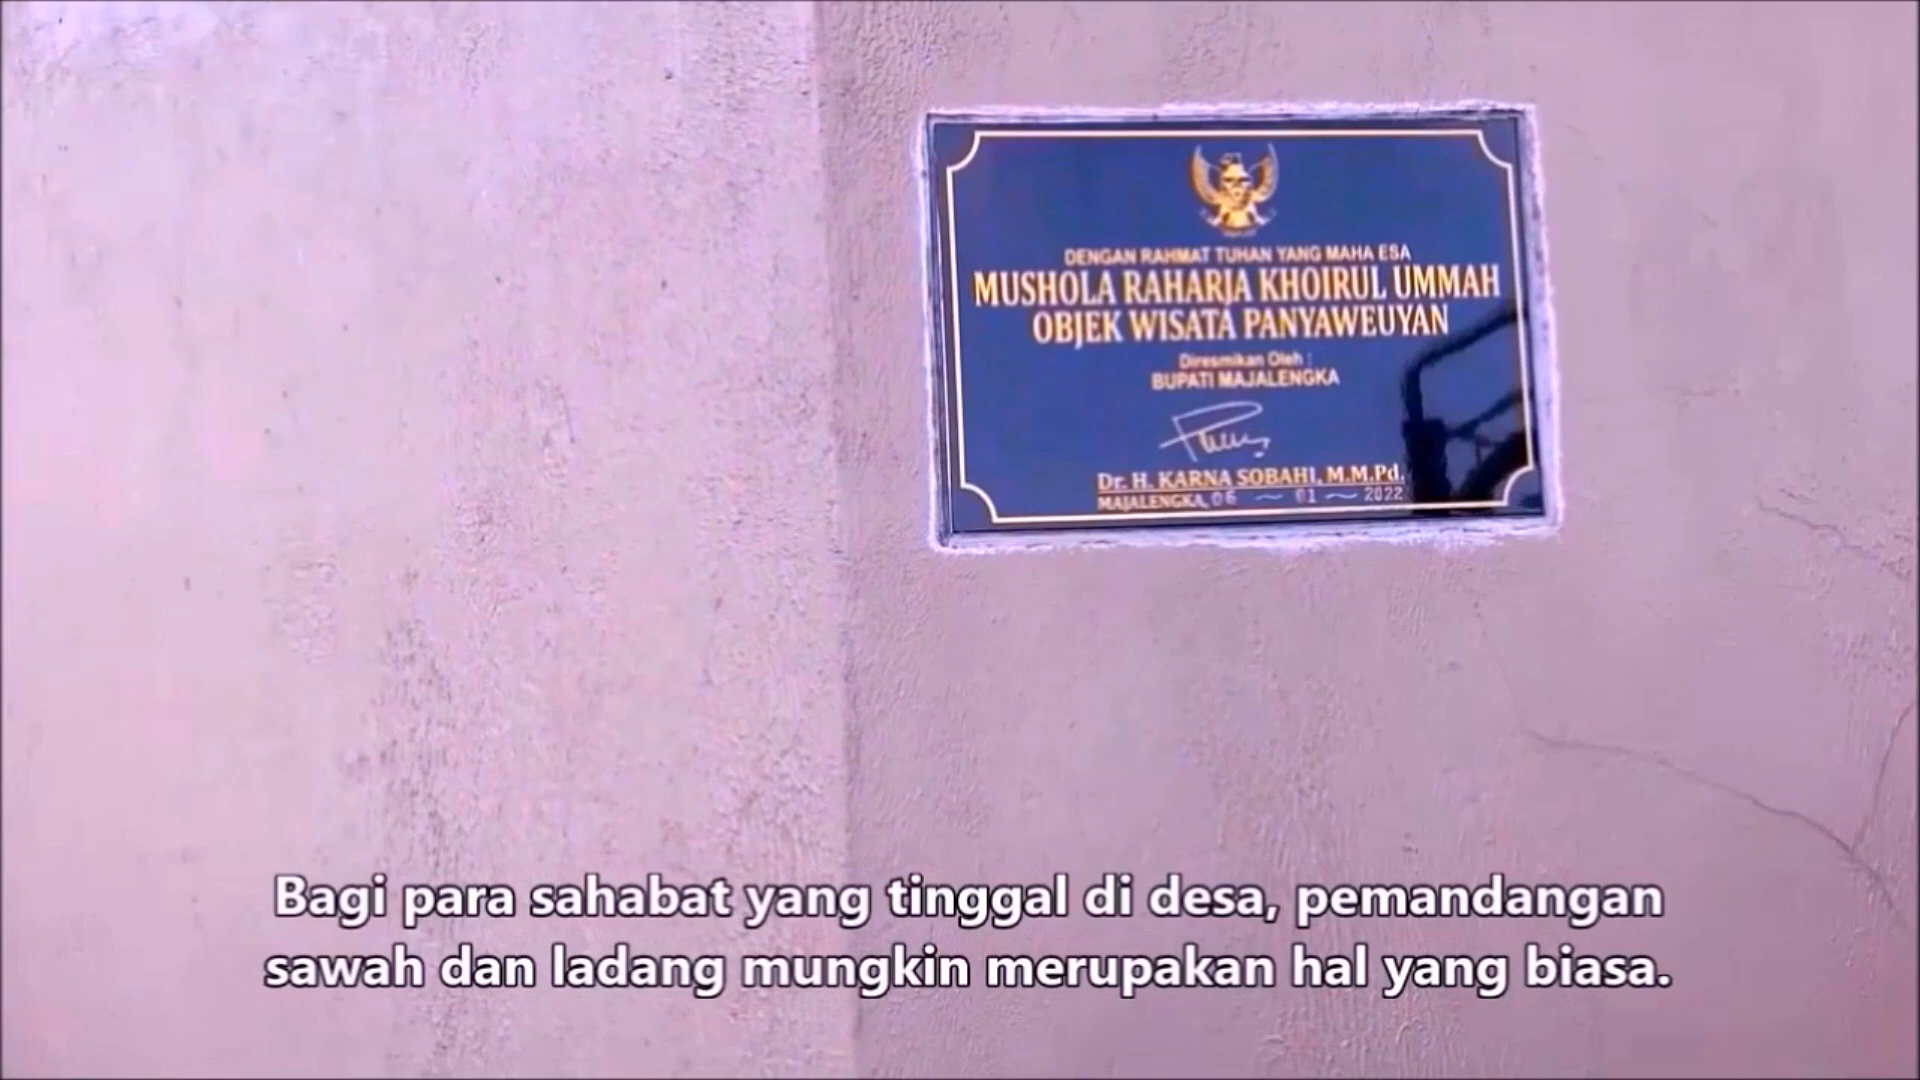 DENGAN RAHMAT TUHAN YANG MAHA ESA
MUSHOLA RAHARJA KHOIRUL UMMAH
OBJEK WISATA PANYAWEUYAN
Diresmikan Oleh :
BUPATI MAJALENGKA
Dr. H. KARNA SOBAHI, M.M.Pd.
MAJALENGKA, 06 ~ 01 ~ 2022
Bagi para sahabat yang tinggal di desa, pemandangan
sawah dan ladang mungkin merupakan hal yang biasa.